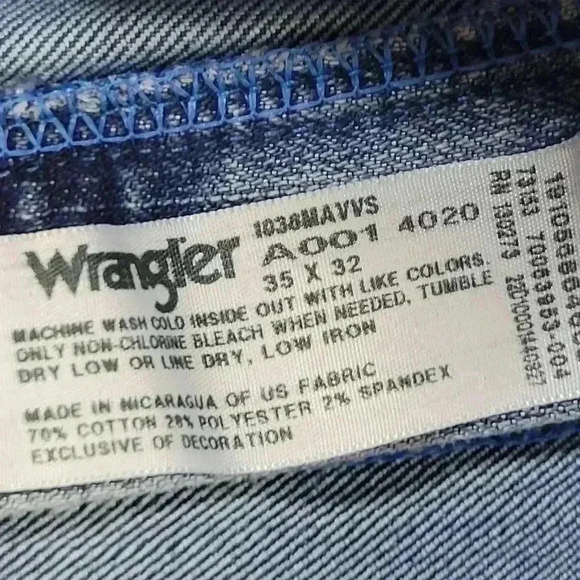 Wrangler
1038MAVVS
A001 4020
35 X 32
MACHINE WASH COLD INSIDE OUT WITH LIKE COLORS.
ONLY NON-CHLORINE BLEACH WHEN NEEDED, TUMBLE
DRY LOW OR LINE DRY, LOW IRON
MADE IN NICARAGUA OF US FABRIC
70% COTTON 28% POLYESTER 2% SPANDEX
EXCLUSIVE OF DECORATION
RN 130273